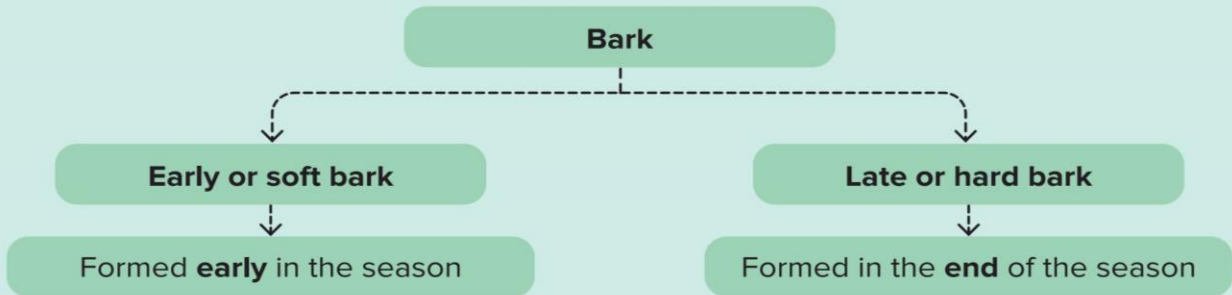 Bark
Early or soft bark
Late or hard bark
Formed early in the season
Formed in the end of the season